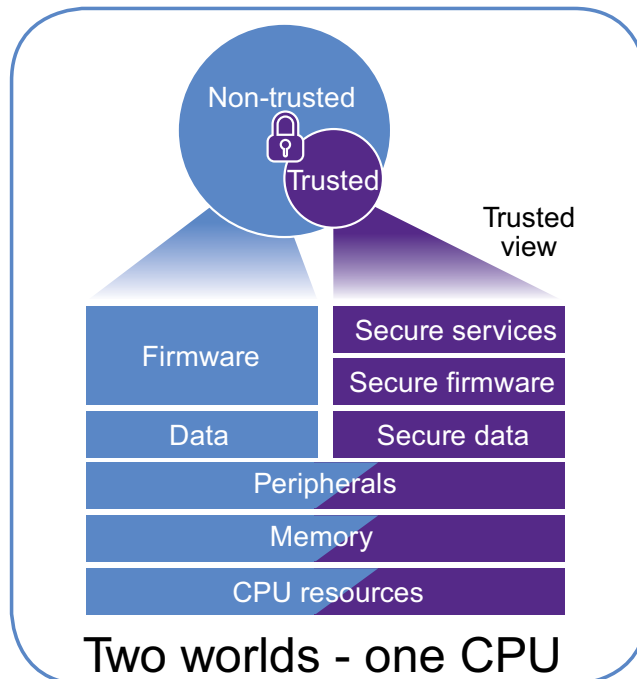 Non-trusted
Trusted
Trusted
view
Firmware
Secure services
Secure firmware
Data
Secure data
Peripherals
Memory
CPU resources
Two worlds - one CPU